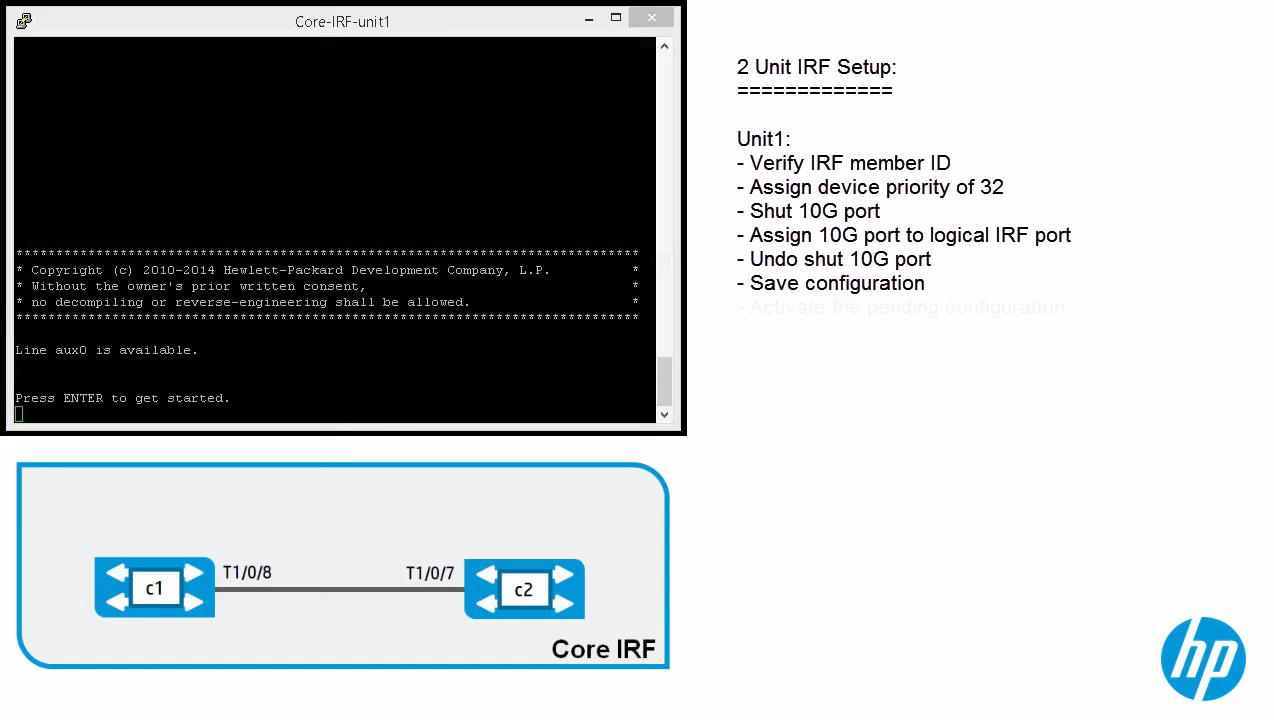 Core-IRF-unit1
********************************************************************************
* Copyright (c) 2010-2014 Hewlett-Packard Development Company, L.P. *
* Without the owner's prior written consent, *
* no decompiling or reverse-engineering shall be allowed. *
********************************************************************************
Line aux0 is available.
Press ENTER to get started.
2 Unit IRF Setup:
=============
Unit1:
- Verify IRF member ID
- Assign device priority of 32
- Shut 10G port
- Assign 10G port to logical IRF port
- Undo shut 10G port
- Save configuration
- Activate the pending configuration
c1
T1/0/8
T1/0/7
c2
Core IRF
hp